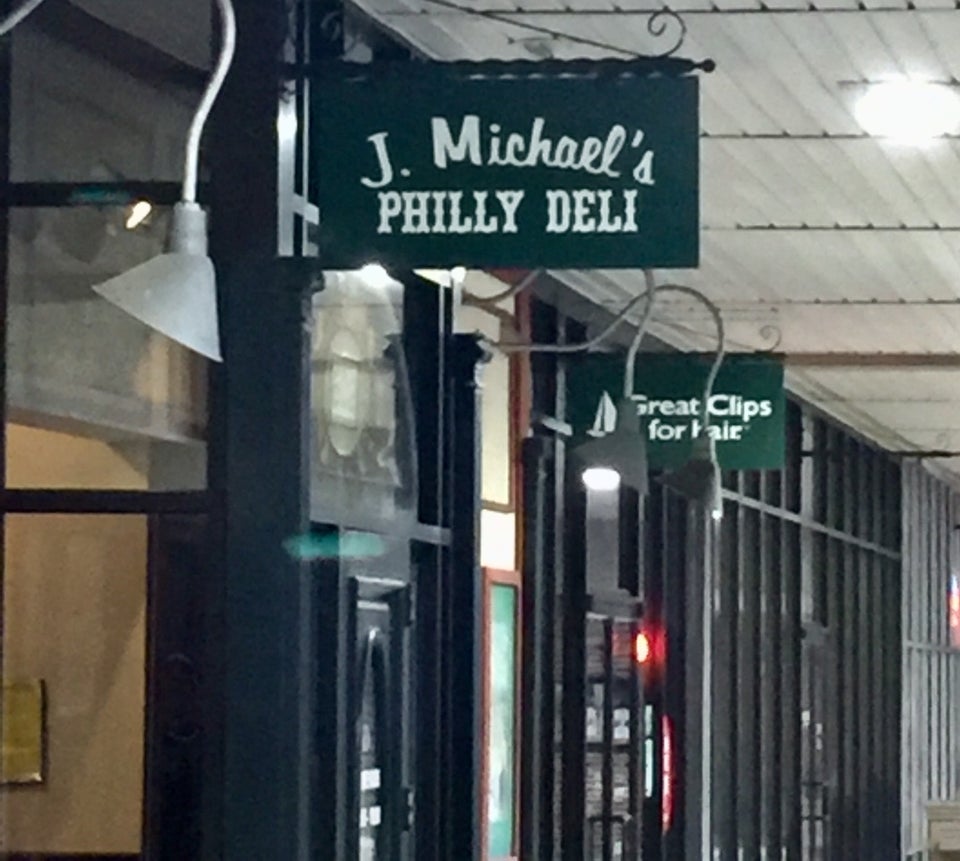 J. Michael's
PHILLY DELI
Great Clips
for hair